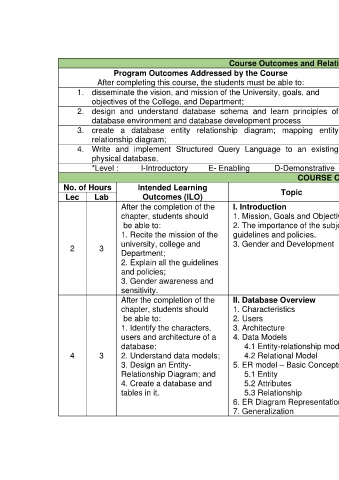 Course Outcomes and Relati
Program Outcomes Addressed by the Course
After completing this course, the students must be able to:
1. disseminate the vision, and mission of the University, goals, and
objectives of the College, and Department;
2. design and understand database schema and learn principles of
database environment and database development process
3. create a database entity relationship diagram; mapping entity
relationship diagram;
4. Write and implement Structured Query Language to an existing
physical database.
*Level : I-Introductory E- Enabling D-Demonstrative
COURSE C
No. of Hours
Lec Lab
Intended Learning
Outcomes (ILO)
Topic
2
3
After the completion of the
chapter, students should
be able to:
1. Recite the mission of the
university, college and
Department;
2. Explain all the guidelines
and policies;
3. Gender awareness and
sensitivity.
I. Introduction
1. Mission, Goals and Objectiv
2. The importance of the subje
guidelines and policies.
3. Gender and Development
4
3
After the completion of the
chapter, students should
be able to:
1. Identify the characters,
users and architecture of a
database;
2. Understand data models;
3. Design an Entity-
Relationship Diagram; and
4. Create a database and
tables in it.
II. Database Overview
1. Characteristics
2. Users
3. Architecture
4. Data Models
4.1 Entity-relationship mod
4.2 Relational Model
5. ER model – Basic Concepts
5.1 Entity
5.2 Attributes
5.3 Relationship
6. ER Diagram Representation
7. Generalization